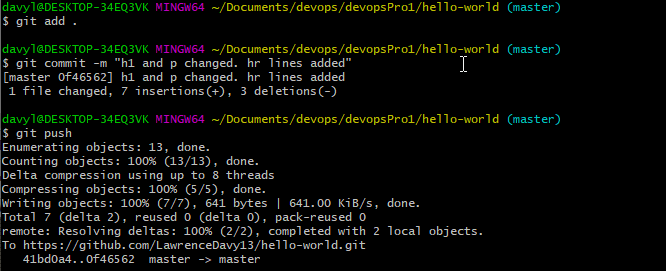 davyl@DESKTOP-34EQ3VK MINGW64 ~/Documents/devops/devopsPro1/hello-world (master)
$ git add .
davyl@DESKTOP-34EQ3VK MINGW64 ~/Documents/devops/devopsPro1/hello-world (master)
$ git commit -m "h1 and p changed. hr lines added"
[master 0f46562] h1 and p changed. hr lines added
 1 file changed, 7 insertions(+), 3 deletions(-)
davyl@DESKTOP-34EQ3VK MINGW64 ~/Documents/devops/devopsPro1/hello-world (master)
$ git push
Enumerating objects: 13, done.
Counting objects: 100% (13/13), done.
Delta compression using up to 8 threads
Compressing objects: 100% (5/5), done.
Writing objects: 100% (7/7), 641 bytes | 641.00 KiB/s, done.
Total 7 (delta 2), reused 0 (delta 0), pack-reused 0
remote: Resolving deltas: 100% (2/2), completed with 2 local objects.
To https://github.com/LawrenceDavy13/hello-world.git
   41bd0a4..0f46562  master -> master